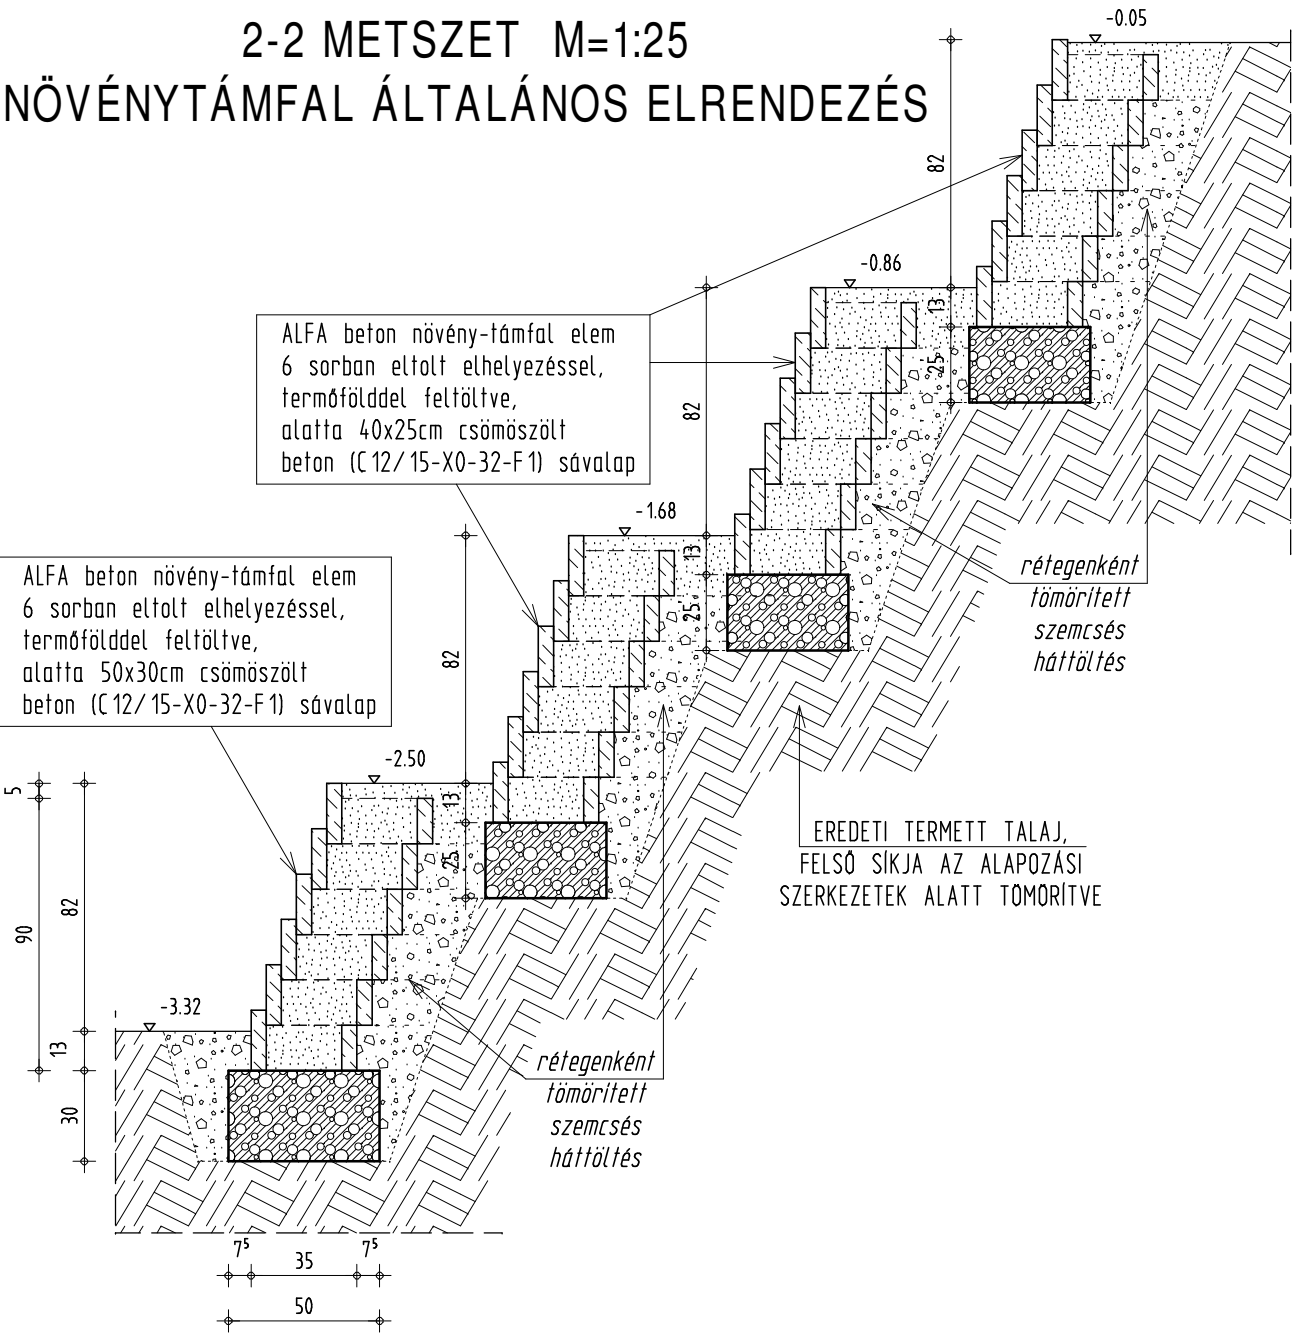 2-2 METSZET M=1:25
NÖVÉNYTÁMFAL ÁLTALÁNOS ELRENDEZÉS
-0.05
82
-0.86
13
25
ALFA beton növény-támfal elem
6 sorban eltolt elhelyezéssel,
termőfölddel feltöltve,
alatta 40x25cm csömöszölt
beton (C12/15-X0-32-F1) sávalap
82
-1.68
13
25
rétegenként
tömörített
szemcsés
háttöltés
ALFA beton növény-támfal elem
6 sorban eltolt elhelyezéssel,
termőfölddel feltöltve,
alatta 50x30cm csömöszölt
beton (C12/15-X0-32-F1) sávalap
82
-2.50
13
25
EREDETI TERMETT TALAJ,
FELSŐ SÍKJA AZ ALAPOZÁSI
SZERKEZETEK ALATT TÖMÖRÍTVE
5
90
82
-3.32
13
30
rétegenként
tömörített
szemcsés
háttöltés
7⁵ 35 7⁵
50